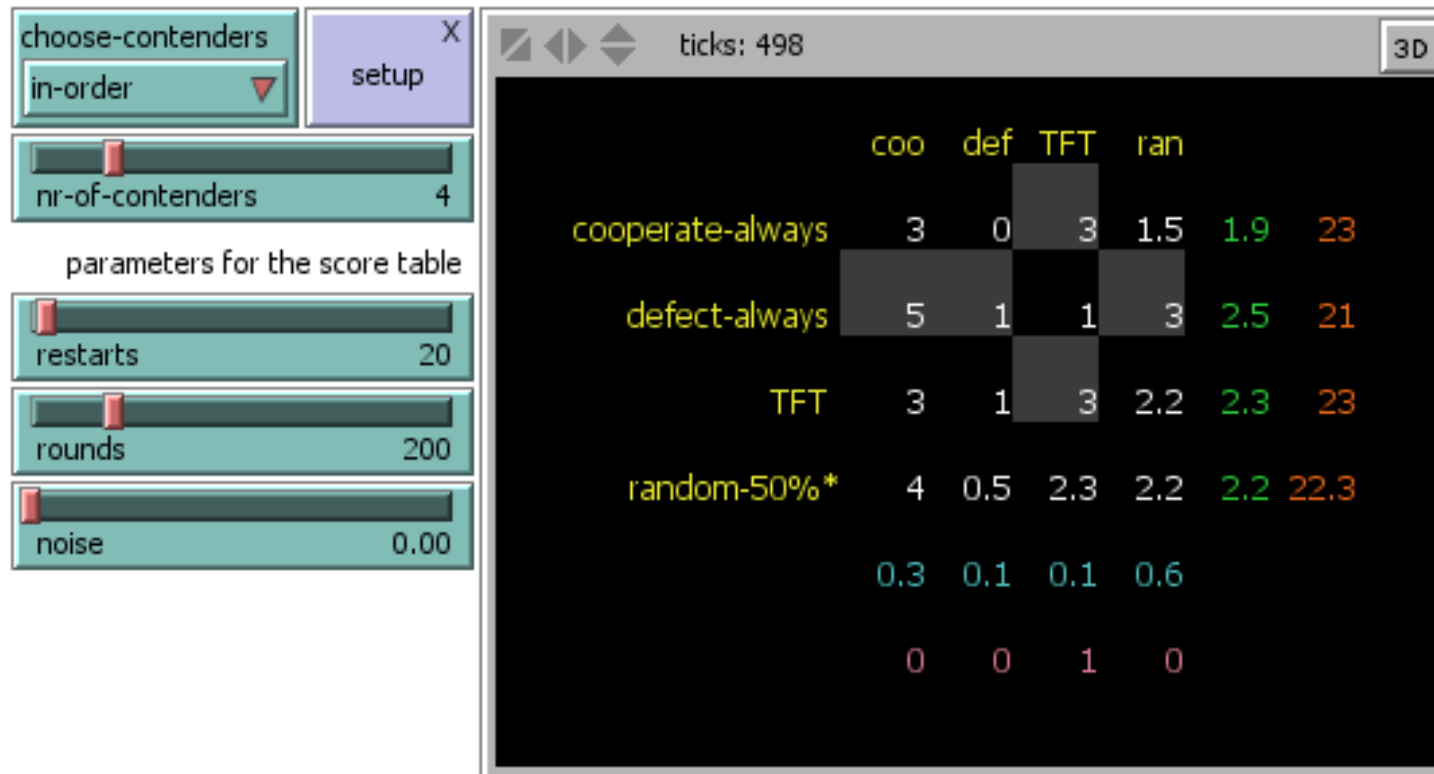 choose-contenders
in-order
X
setup
nr-of-contenders 4
parameters for the score table
restarts 20
rounds 200
noise 0.00
ticks: 498
3D
coo def TFT ran
cooperate-always 3 0 3 1.5 1.9 23
defect-always 5 1 1 3 2.5 21
TFT 3 1 3 2.2 2.3 23
random-50%* 4 0.5 2.3 2.2 2.2 22.3
0.3 0.1 0.1 0.6
0 0 1 0